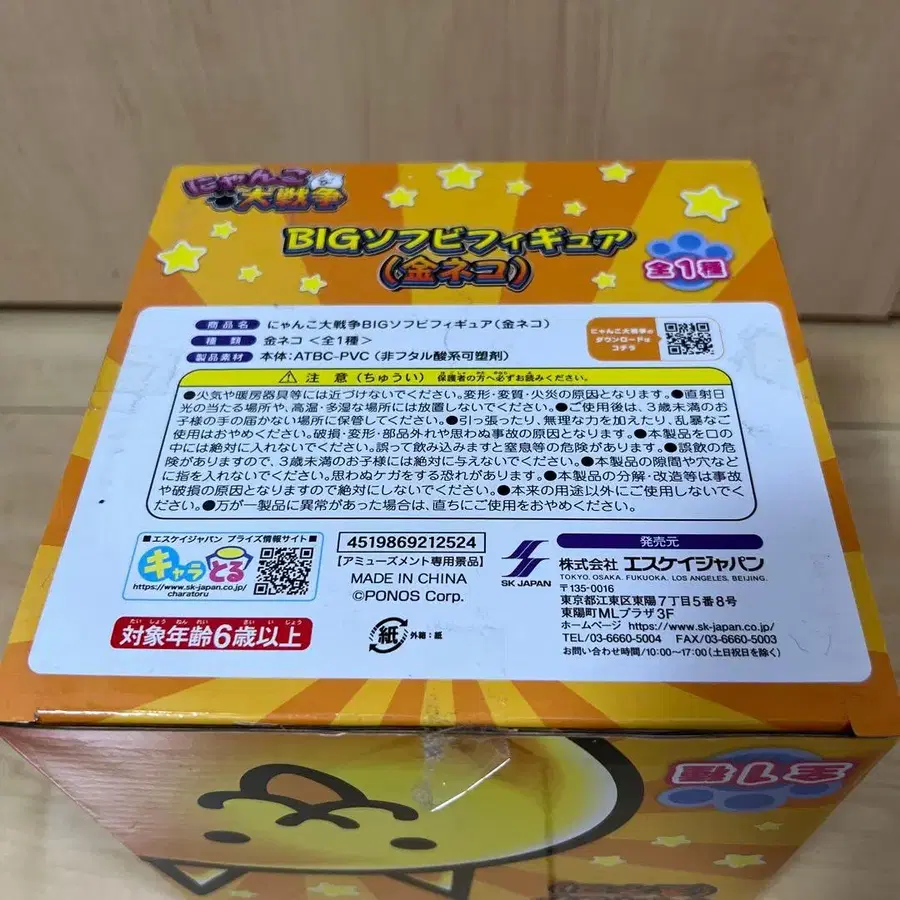 にゃんこ
大戦争
BIGソフビフィギュア
(金ネコ)
全1種
商品名 にゃんこ大戦争BIGソフビフィギュア(金ネコ)
種類 金ネコ <全1種>
製品素材 本体:ATBC-PVC(非フタル酸系可塑剤)
にゃんこ大戦争の
ダウンロードは
コチラ
注意(ちゅうい) 保護者の方へ必ずお読みください。
●火気や暖房器具等には近づけないでください。変形・変質・火災の原因となります。●直射日
光の当たる場所や、高温・多湿な場所には放置しないでください。●ご使用後は、3歳未満のお
子様の手の届かない場所に保管してください。●引っ張ったり、無理な力を加えたり、乱暴なご
使用はおやめください。破損・変形・部品外れや思わぬ事故の原因となります。●本製品を口の
中には絶対に入れないでください。誤って飲み込みますと窒息等の危険があります。●誤飲の危
険がありますので、3歳未満のお子様には絶対に与えないでください。●本製品の隙間や穴など
に指を入れないでください。思わぬケガをする恐れがあります。●本製品の分解・改造等は事故
や破損の原因となりますので絶対にしないでください。●本来の用途以外にご使用しないでく
ださい。●万が一製品に異常があった場合は、直ちにご使用をおやめください。
■エスケイジャパン プライズ情報サイト■
キャラとる
https://www.sk-japan.co.jp/
charatoru
対象年齢6歳以上
たいしょうねんれい さいいじょう
4519869212524
【アミューズメント専用景品】
MADE IN CHINA
©PONOS Corp.
紙 外箱:紙
SK JAPAN
発売元
株式会社 エスケイジャパン
TOKYO. OSAKA. FUKUOKA. LOS ANGELES. BEIJING.
〒135-0016
東京都江東区東陽7丁目5番8号
東陽町MLプラザ3F
ホームページ https://www.sk-japan.co.jp/
TEL/03-6660-5004 FAX/03-6660-5003
お問い合わせ時間/10:00～17:00(土日祝日を除く)